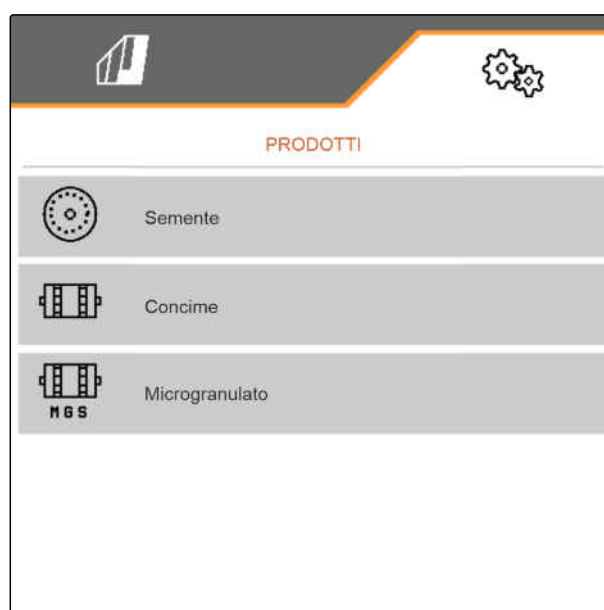 PRODOTTI
Semente
Concime
MGS
Microgranulato